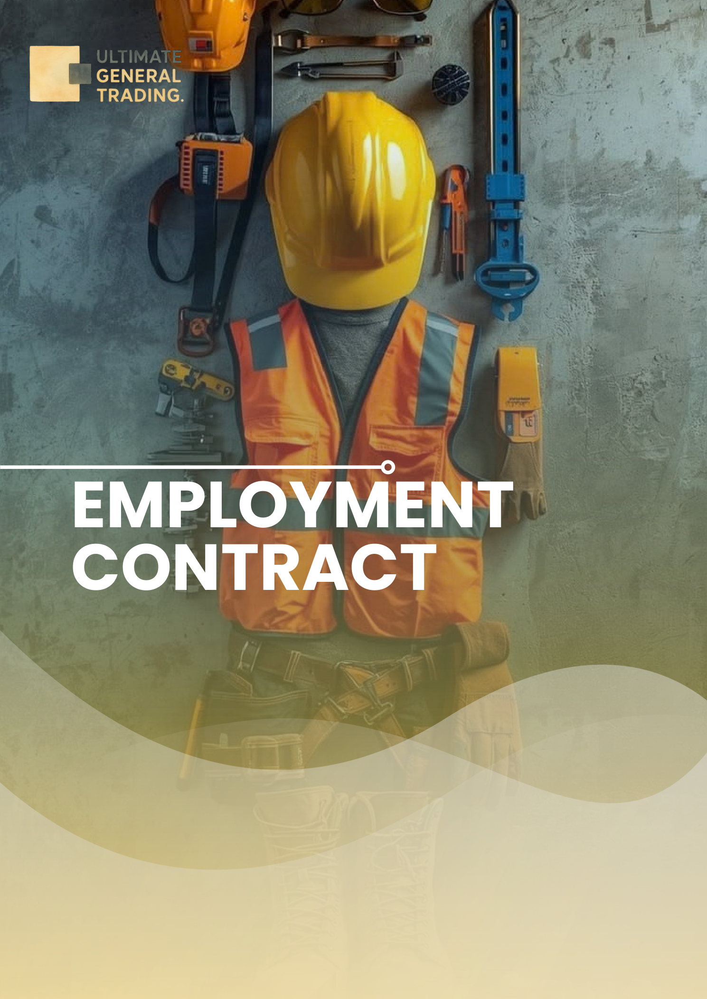 ULTIMATE
GENERAL
TRADING.
EMPLOYMENT
CONTRACT